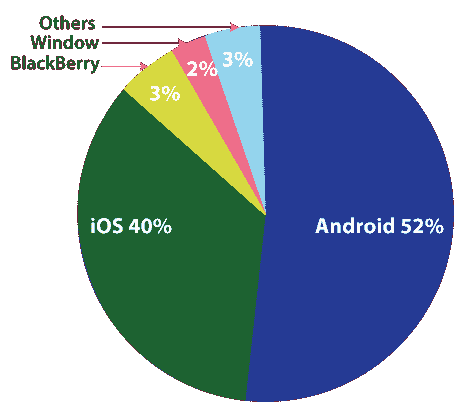 Others
Window
BlackBerry
3%
2%
3%
iOS 40%
Android 52%